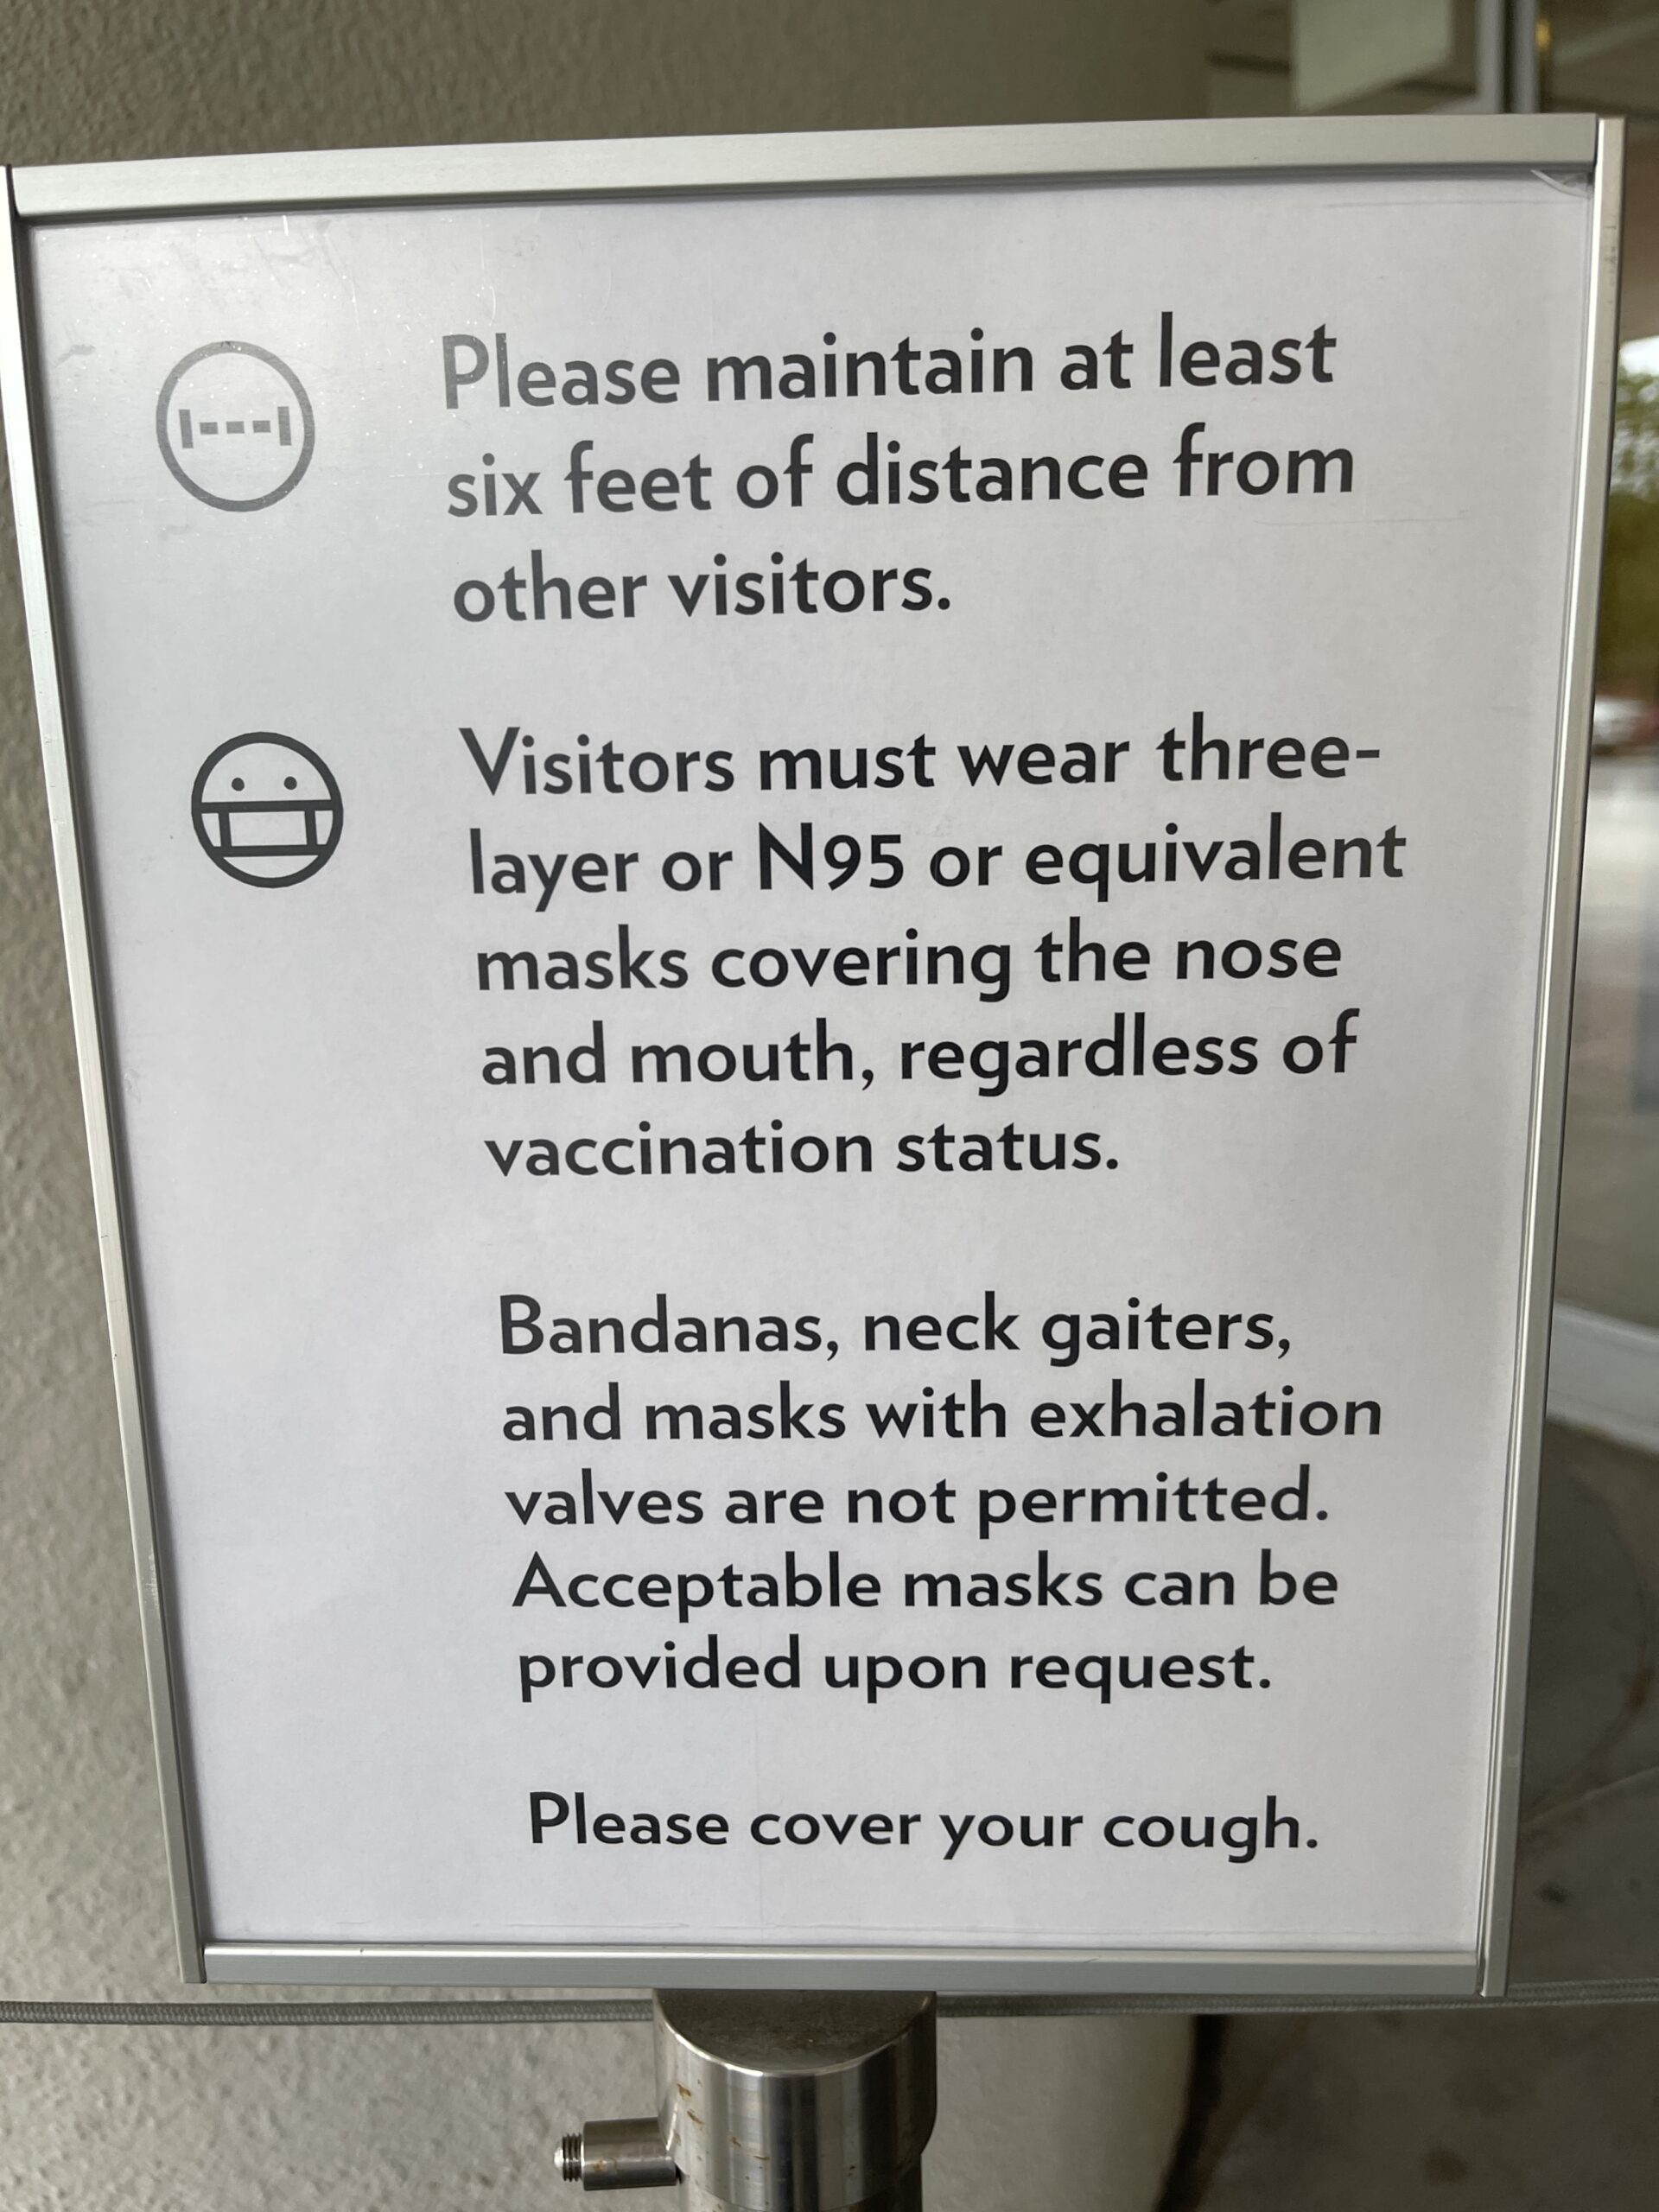 Please maintain at least
six feet of distance from
other visitors.
Visitors must wear three-
layer or N95 or equivalent
masks covering the nose
and mouth, regardless of
vaccination status.
Bandanas, neck gaiters,
and masks with exhalation
valves are not permitted.
Acceptable masks can be
provided upon request.
Please cover your cough.